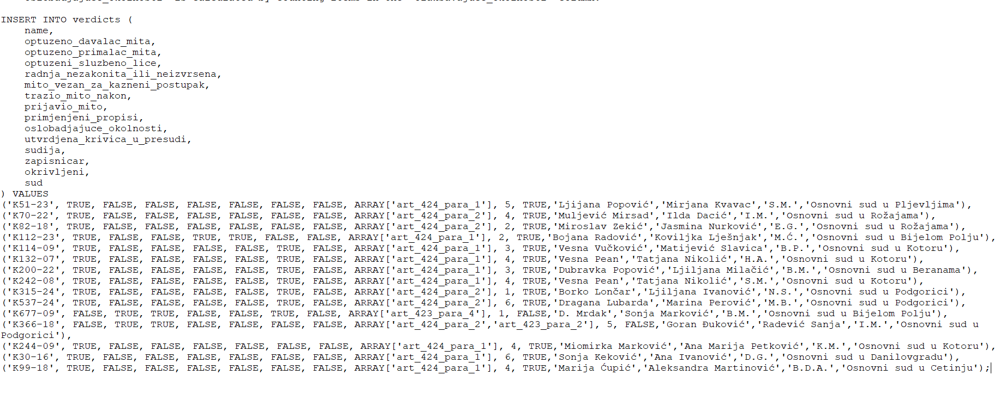 INSERT INTO verdicts (
    name,
    optuzeno_davalac_mita,
    optuzeno_primalac_mita,
    optuzeni_sluzbeno_lice,
    radnja_nezakonita_ili_neizvrsena,
    mito_vezan_za_kazneni_postupak,
    trazio_mito_nakon,
    prijavio_mito,
    primjenjeni_propisi,
    oslobadjajuce_okolnosti,
    utvrdjena_krivica_u_presudi,
    sudija,
    zapisnicar,
    okrivljeni,
    sud
) VALUES
('K51-23', TRUE, FALSE, FALSE, FALSE, FALSE, FALSE, FALSE, ARRAY['art_424_para_1'], 5, TRUE,'Ljijana Popović','Mirjana Kvavac','S.M.','Osnovni sud u Pljevljima'),
('K70-22', TRUE, FALSE, FALSE, FALSE, FALSE, FALSE, FALSE, ARRAY['art_424_para_2'], 4, TRUE,'Muljević Mirsad','Ilda Dacić','I.M.','Osnovni sud u Rožajama'),
('K82-18', TRUE, FALSE, FALSE, FALSE, FALSE, FALSE, FALSE, ARRAY['art_424_para_2'], 2, TRUE,'Miroslav Zekić','Jasmina Nurković','E.G.','Osnovni sud u Rožajama'),
('K112-23', TRUE, FALSE, FALSE, TRUE, TRUE, FALSE, FALSE, ARRAY['art_424_para_1'], 2, TRUE,'Bojana Radović','Koviljka Lješnjak','M.Ć.','Osnovni sud u Bijelom Polju'),
('K114-09', TRUE, FALSE, FALSE, FALSE, FALSE, TRUE, FALSE, ARRAY['art_424_para_1'], 3, TRUE,'Vesna Vučković','Matijević Slavica','B.P.','Osnovni sud u Kotoru'),
('K132-07', TRUE, FALSE, FALSE, FALSE, FALSE, TRUE, FALSE, ARRAY['art_424_para_1'], 4, TRUE,'Vesna Pean','Tatjana Nikolić','H.A.','Osnovni sud u Kotoru'),
('K200-22', TRUE, FALSE, FALSE, FALSE, FALSE, TRUE, FALSE, ARRAY['art_424_para_1'], 3, TRUE,'Dubravka Popović','Ljiljana Milačić','B.M.','Osnovni sud u Beranama'),
('K242-08', TRUE, FALSE, FALSE, FALSE, FALSE, TRUE, FALSE, ARRAY['art_424_para_1'], 4, TRUE,'Vesna Pean','Tatjana Nikolić','S.M.','Osnovni sud u Kotoru'),
('K315-24', TRUE, FALSE, FALSE, FALSE, FALSE, TRUE, FALSE, ARRAY['art_424_para_2'], 1, TRUE,'Borko Lončar','Ljiljana Ivanović','N.S.','Osnovni sud u Podgorici'),
('K537-24', TRUE, FALSE, FALSE, FALSE, FALSE, TRUE, FALSE, ARRAY['art_424_para_2'], 6, TRUE,'Dragana Lubarda','Marina Perović','M.B.','Osnovni sud u Podgorici'),
('K677-09', FALSE, TRUE, TRUE, FALSE, FALSE, TRUE, FALSE, ARRAY['art_423_para_4'], 1, FALSE,'D. Mrdak','Sonja Marković','B.M.','Osnovni sud u Bijelom Polju'),
('K366-18', FALSE, TRUE, TRUE, FALSE, FALSE, FALSE, FALSE, ARRAY['art_424_para_2','art_423_para_2'], 5, FALSE,'Goran Đuković','Radević Sanja','I.M.','Osnovni sud u
Podgorici'),
('K244-09', TRUE, FALSE, FALSE, FALSE, FALSE, FALSE, FALSE, ARRAY['art_424_para_1'], 4, TRUE,'Miomirka Marković','Ana Marija Petković','K.M.','Osnovni sud u Kotoru'),
('K30-16', TRUE, FALSE, FALSE, FALSE, FALSE, FALSE, FALSE, ARRAY['art_424_para_1'], 6, TRUE,'Sonja Keković','Ana Ivanović','D.G.','Osnovni sud u Danilovgradu'),
('K99-18', TRUE, FALSE, FALSE, FALSE, FALSE, FALSE, FALSE, ARRAY['art_424_para_1'], 4, TRUE,'Marija Ćupić','Aleksandra Martinović','B.D.A.','Osnovni sud u Cetinju');